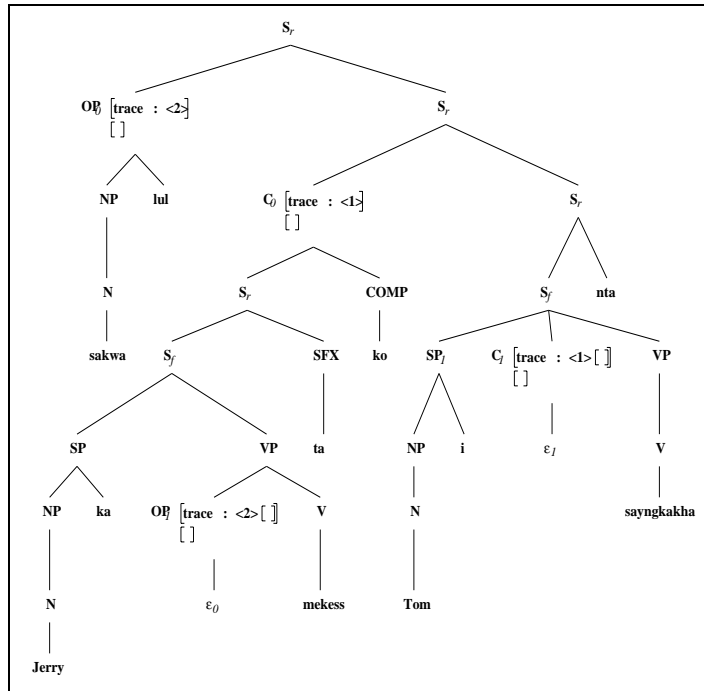 S_r
OP_0 [trace : <2>] S_r
[ ]
NP lul C_0 [trace : <1>] S_r
[ ]
N S_r COMP S_f nta
sakwa S_f SFX ko SP_1 C_1 [trace : <1> [ ]] VP
[ ]
SP VP ta NP i ε_1 V
NP ka OP_1 [trace : <2> [ ]] V N sayngkakha
[ ]
N ε_0 mekess Tom
Jerry